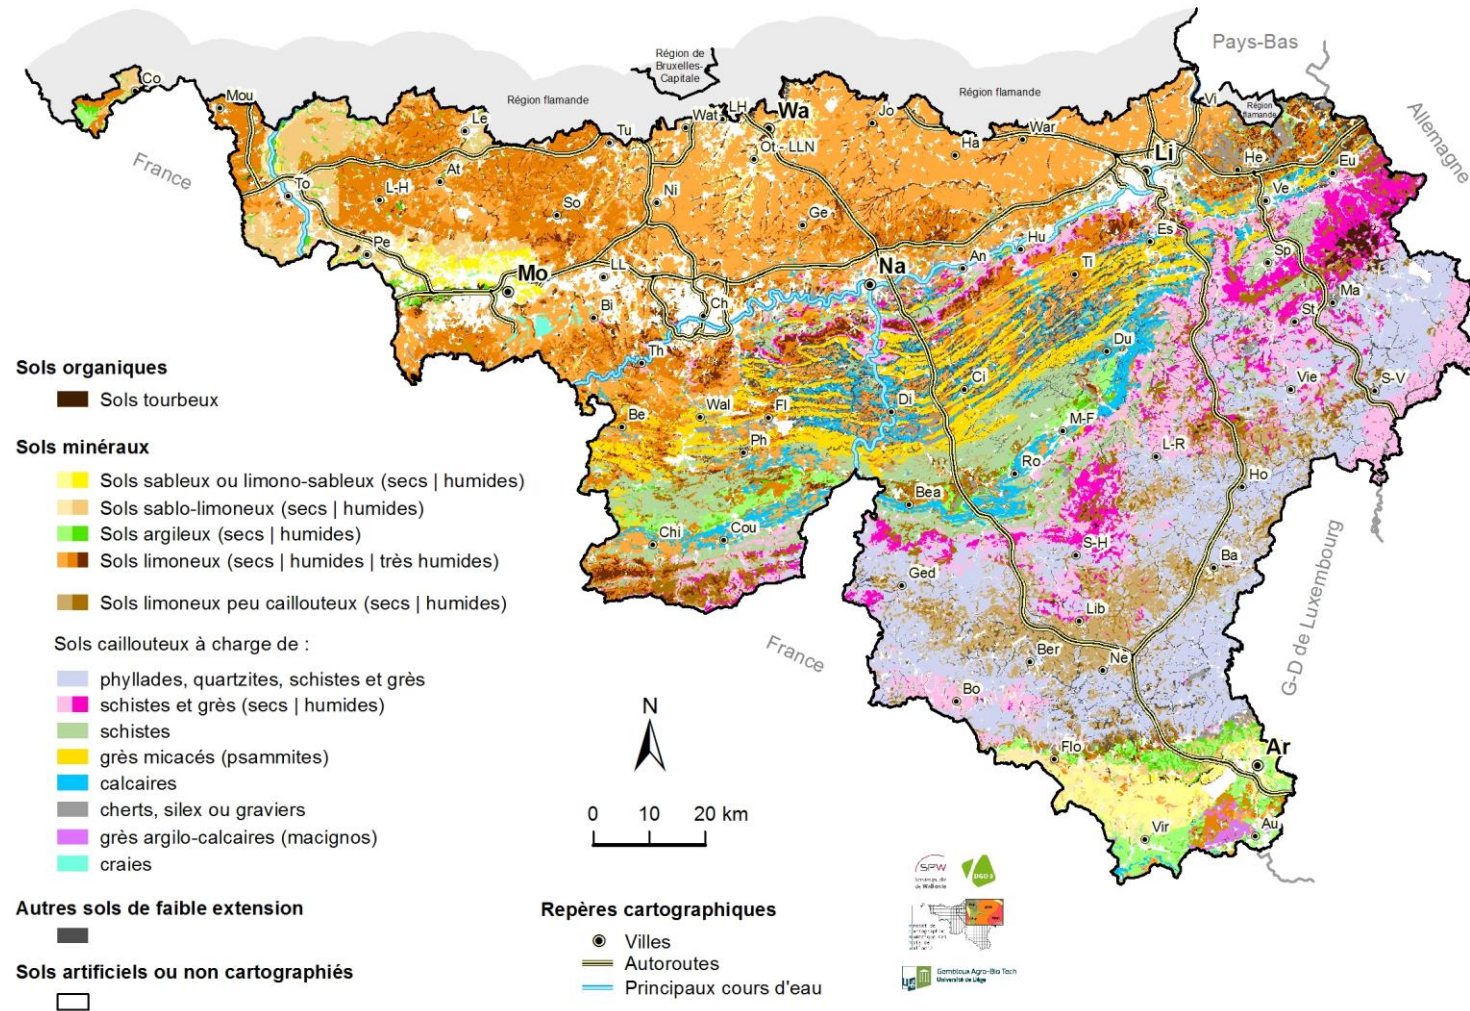 Pays-Bas
Région de
Bruxelles-
Capitale
Région flamande
Région flamande
Région
flamande
Allemagne
France
Co
Mou
Le
Tu
Wat
LH
Wa
Jo
Ha
War
Vi
Li
He
Eu
Ve
To
L-H
At
So
Ni
Ot - LLN
Ge
Pe
Mo
LL
Bi
Ch
Na
An
Hu
Es
Ti
Sp
Ma
St
Th
Du
Ci
Vie
S-V
Be
Wal
Fl
Ph
Di
M-F
L-R
Ro
Ho
Bea
Chi
Cou
S-H
Ba
Ged
Lib
Ber
Ne
Bo
Flo
Ar
Vir
Au
France
G-D de Luxembourg
Sols organiques
Sols tourbeux
Sols minéraux
Sols sableux ou limono-sableux (secs | humides)
Sols sablo-limoneux (secs | humides)
Sols argileux (secs | humides)
Sols limoneux (secs | humides | très humides)
Sols limoneux peu caillouteux (secs | humides)
Sols caillouteux à charge de :
phyllades, quartzites, schistes et grès
schistes et grès (secs | humides)
schistes
grès micacés (psammites)
calcaires
cherts, silex ou graviers
grès argilo-calcaires (macignos)
craies
Autres sols de faible extension
Sols artificiels ou non cartographiés
N
0 10 20 km
Repères cartographiques
Villes
Autoroutes
Principaux cours d'eau
SPW
de Wallonie
DGO 3
Gembloux Agro-Bio Tech
Université de Liège